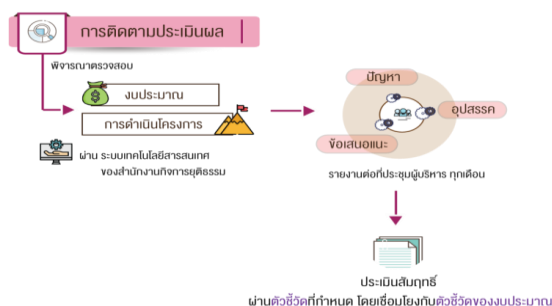 การติดตามประเมินผล
พิจารณาตรวจสอบ
งบประมาณ
การดำเนินโครงการ
ผ่าน ระบบเทคโนโลยีสารสนเทศ
ของสำนักงานกิจการยุติธรรม
ปัญหา
อุปสรรค
ข้อเสนอแนะ
รายงานต่อที่ประชุมผู้บริหาร ทุกเดือน
ประเมินสัมฤทธิ์
ผ่านตัวชี้วัดที่กำหนด โดยเชื่อมโยงกับตัวชี้วัดของงบประมาณ